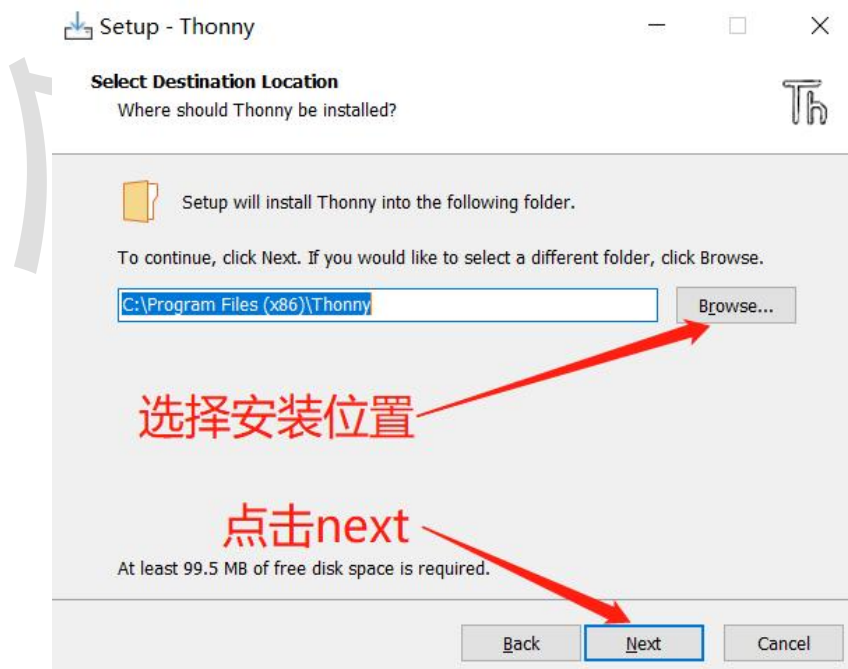 Setup - Thonny
Select Destination Location
Where should Thonny be installed?
Th
Setup will install Thonny into the following folder.
To continue, click Next. If you would like to select a different folder, click Browse.
C:\Program Files (x86)\Thonny
Browse...
选择安装位置
点击next
At least 99.5 MB of free disk space is required.
Back
Next
Cancel